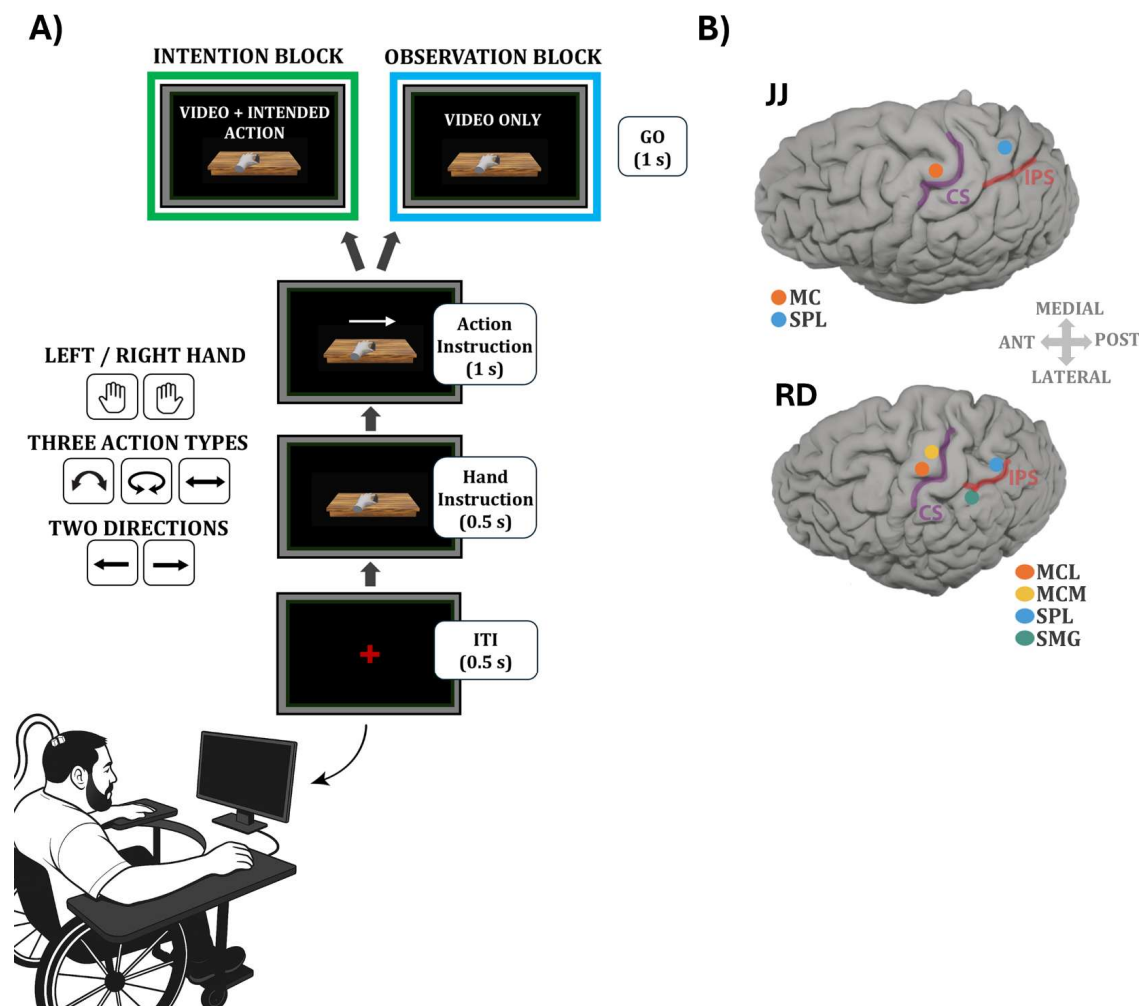 A)
INTENTION BLOCK
OBSERVATION BLOCK
VIDEO + INTENDED
ACTION
VIDEO ONLY
GO
(1 s)
Action
Instruction
(1 s)
LEFT / RIGHT HAND
THREE ACTION TYPES
TWO DIRECTIONS
Hand
Instruction
(0.5 s)
ITI
(0.5 s)
B)
JJ
CS
IPS
MC
SPL
MEDIAL
ANT
POST
LATERAL
RD
CS
IPS
MCL
MCM
SPL
SMG